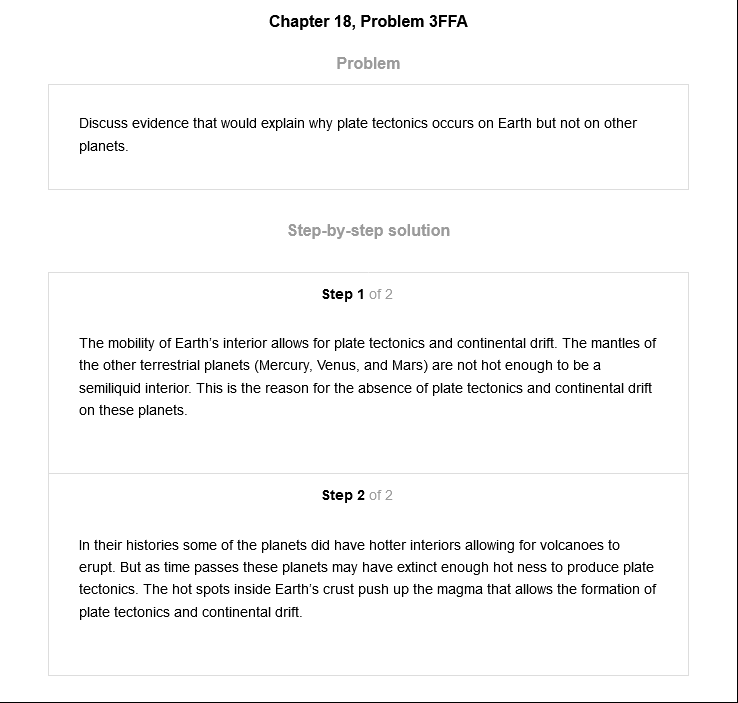 Chapter 18, Problem 3FFA
Problem
Discuss evidence that would explain why plate tectonics occurs on Earth but not on other
planets.
Step-by-step solution
Step 1 of 2
The mobility of Earth's interior allows for plate tectonics and continental drift. The mantles of
the other terrestrial planets (Mercury, Venus, and Mars) are not hot enough to be a
semiliquid interior. This is the reason for the absence of plate tectonics and continental drift
on these planets.
Step 2 of 2
In their histories some of the planets did have hotter interiors allowing for volcanoes to
erupt. But as time passes these planets may have extinct enough hot ness to produce plate
tectonics. The hot spots inside Earth's crust push up the magma that allows the formation of
plate tectonics and continental drift.